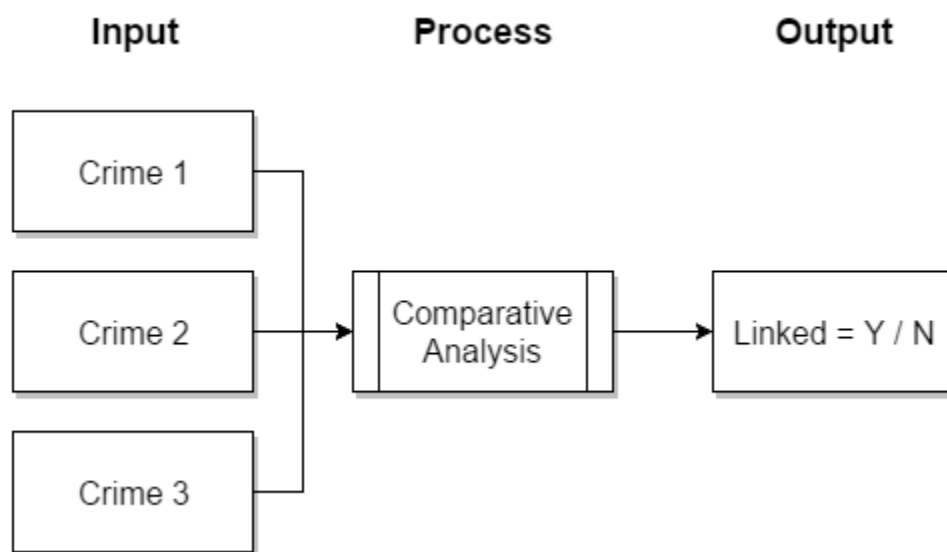 Input
Process
Output
Crime 1
Crime 2
Comparative
Analysis
Linked = Y / N
Crime 3